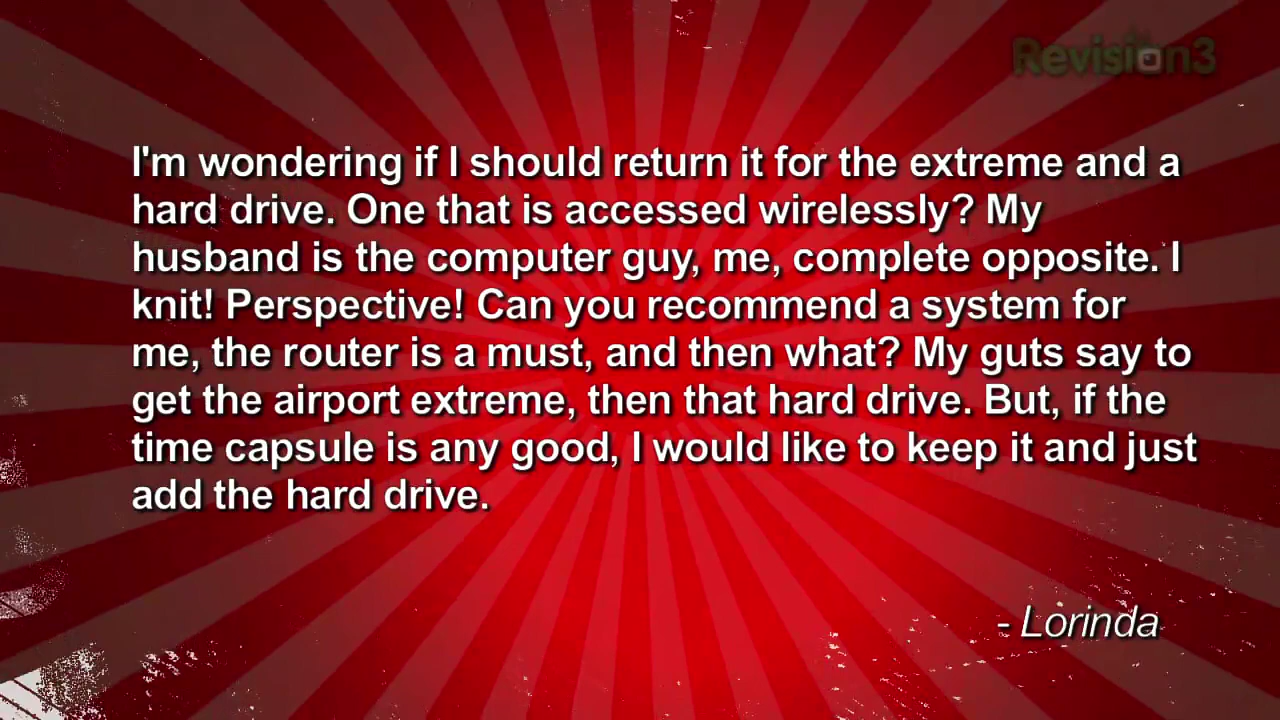 Revision3
I'm wondering if I should return it for the extreme and a
hard drive. One that is accessed wirelessly? My
husband is the computer guy, me, complete opposite. I
knit! Perspective! Can you recommend a system for
me, the router is a must, and then what? My guts say to
get the airport extreme, then that hard drive. But, if the
time capsule is any good, I would like to keep it and just
add the hard drive.
- Lorinda